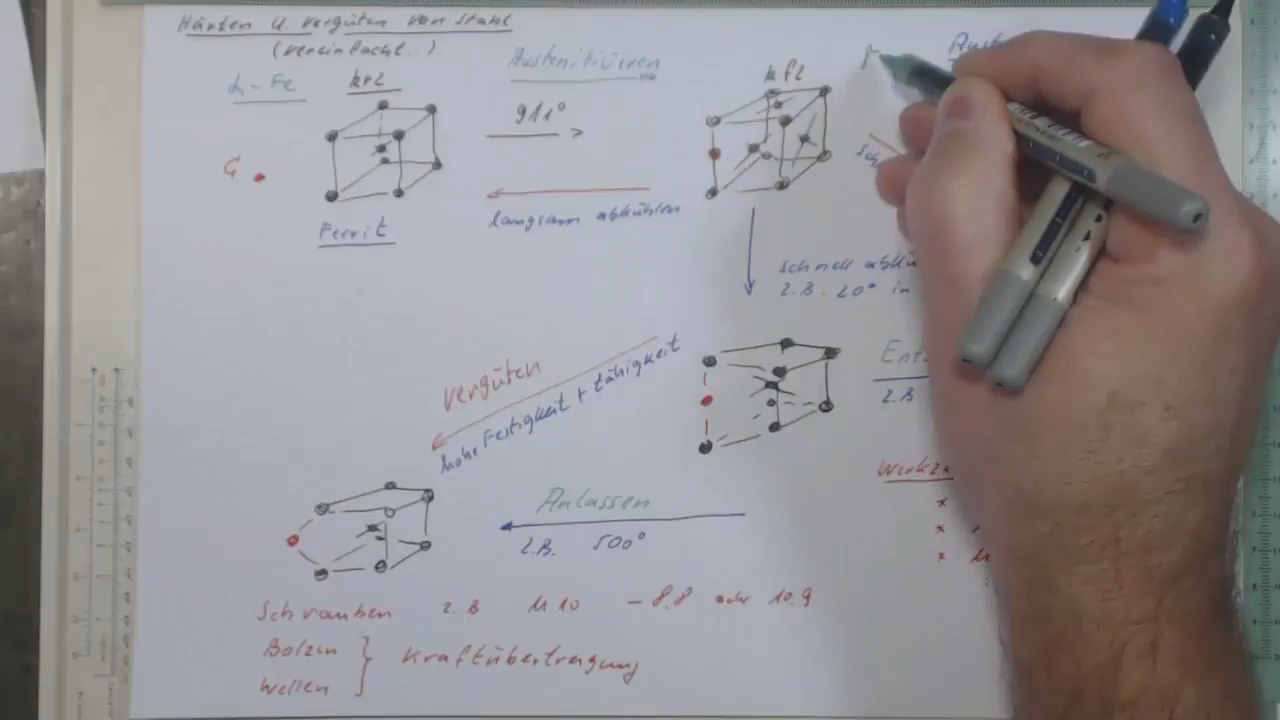 Härten u. vergüten von Stahl
(vereinfacht..)
α-Fe
krz
Austenitisieren
911°
kfz
C
langsam abkühlen
Ferrit
schnell abkü
z.B. 20° in
vergüten
hohe Festigkeit + zähigkeit
z.B
Anlassen
z.B. 500°
Schrauben z.B M10 - 8.8 oder 10.9
Bolzen
Wellen
Kraftübertragung